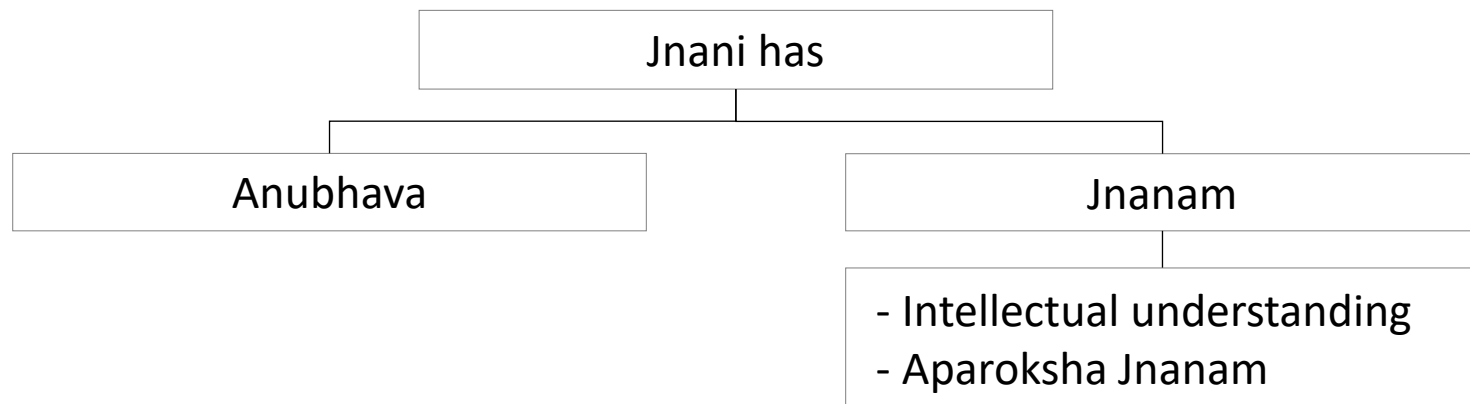 Jnani has
Anubhava
Jnanam
- Intellectual understanding
- Aparoksha Jnanam